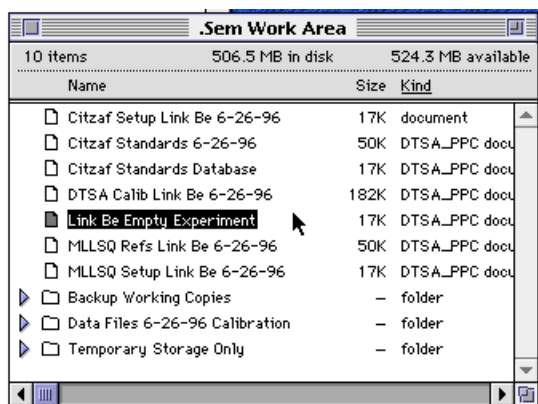 .Sem Work Area
10 items 506.5 MB in disk 524.3 MB available
Name Size Kind
Citzaf Setup Link Be 6-26-96 17K document
Citzaf Standards 6-26-96 50K DTSA_PPC docu
Citzaf Standards Database 17K DTSA_PPC docu
DTSA Calib Link Be 6-26-96 182K DTSA_PPC docu
Link Be Empty Experiment 17K DTSA_PPC docu
MLLSQ Refs Link Be 6-26-96 50K DTSA_PPC docu
MLLSQ Setup Link Be 6-26-96 17K DTSA_PPC docu
Backup Working Copies – folder
Data Files 6-26-96 Calibration – folder
Temporary Storage Only – folder